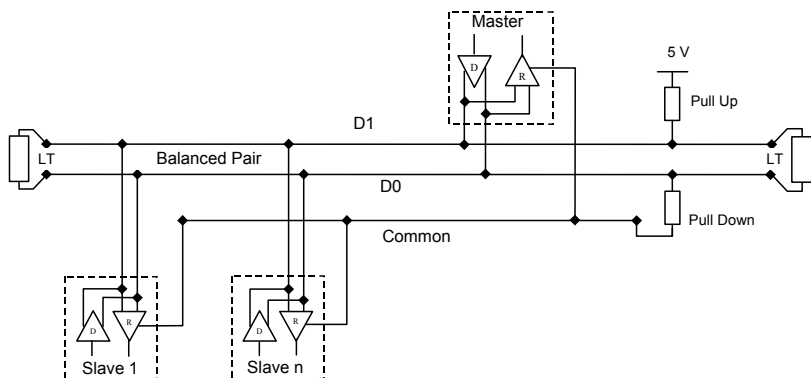 Master
D
R
5 V
Pull Up
D1
LT
Balanced Pair
LT
D0
Pull Down
Common
D
R
D
R
Slave 1
Slave n